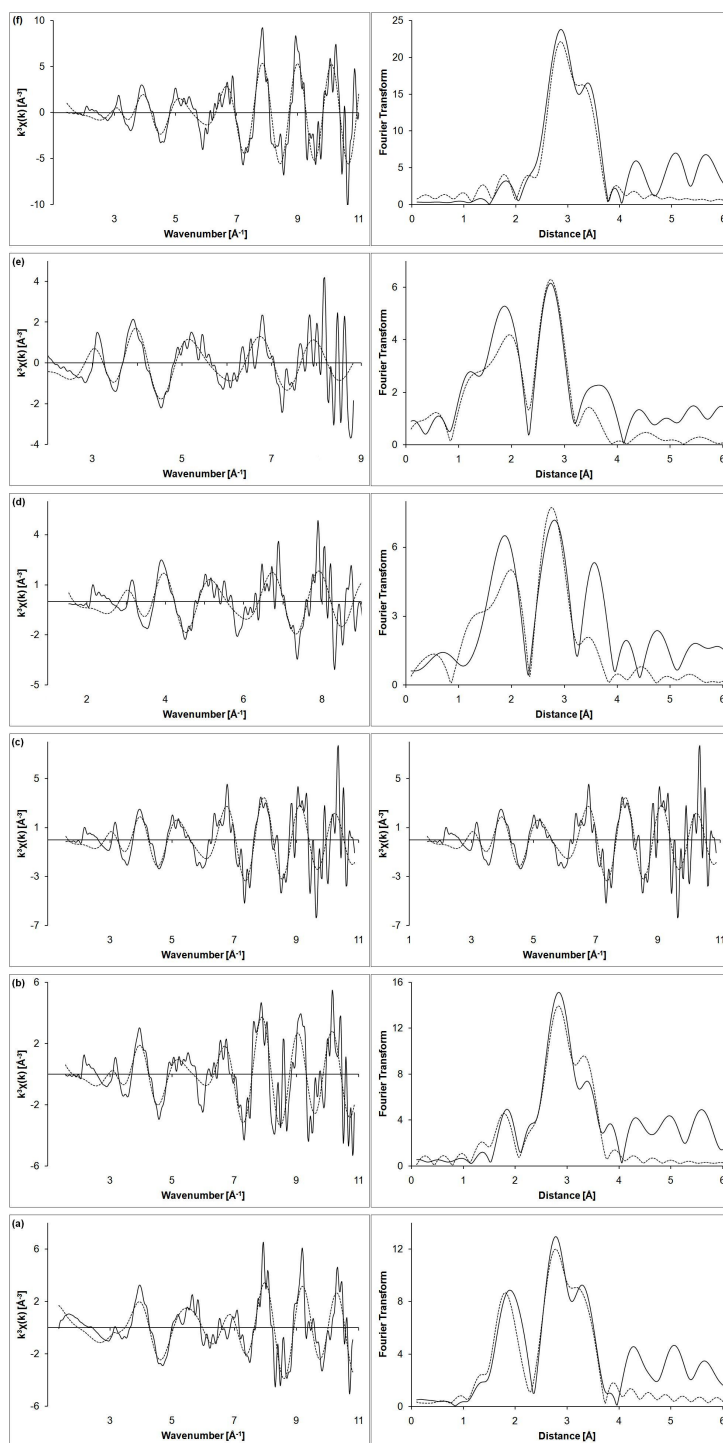 (f)
10
5
0
-5
-10
k³χ(k) [Å⁻³]
3 5 7 9 11
Wavenumber [Å⁻¹]
25
20
15
10
5
0
Fourier Transform
0 1 2 3 4 5 6
Distance [Å]
(e)
4
2
0
-2
-4
k³χ(k) [Å⁻³]
3 5 7 9
Wavenumber [Å⁻¹]
6
4
2
0
Fourier Transform
0 1 2 3 4 5 6
Distance [Å]
(d)
4
1
-2
-5
k³χ(k) [Å⁻³]
2 4 6 8
Wavenumber [Å⁻¹]
6
3
0
Fourier Transform
0 1 2 3 4 5 6
Distance [Å]
(c)
5
1
-3
-7
k³χ(k) [Å⁻³]
3 5 7 9 11
Wavenumber [Å⁻¹]
5
1
-3
-7
k³χ(k) [Å⁻³]
1 3 5 7 9 11
Wavenumber [Å⁻¹]
(b)
6
2
-2
-6
k³χ(k) [Å⁻³]
3 5 7 9 11
Wavenumber [Å⁻¹]
16
12
8
4
0
Fourier Transform
0 1 2 3 4 5 6
Distance [Å]
(a)
6
2
-2
-6
k³χ(k) [Å⁻³]
3 5 7 9 11
Wavenumber [Å⁻¹]
12
8
4
0
Fourier Transform
0 1 2 3 4 5 6
Distance [Å]